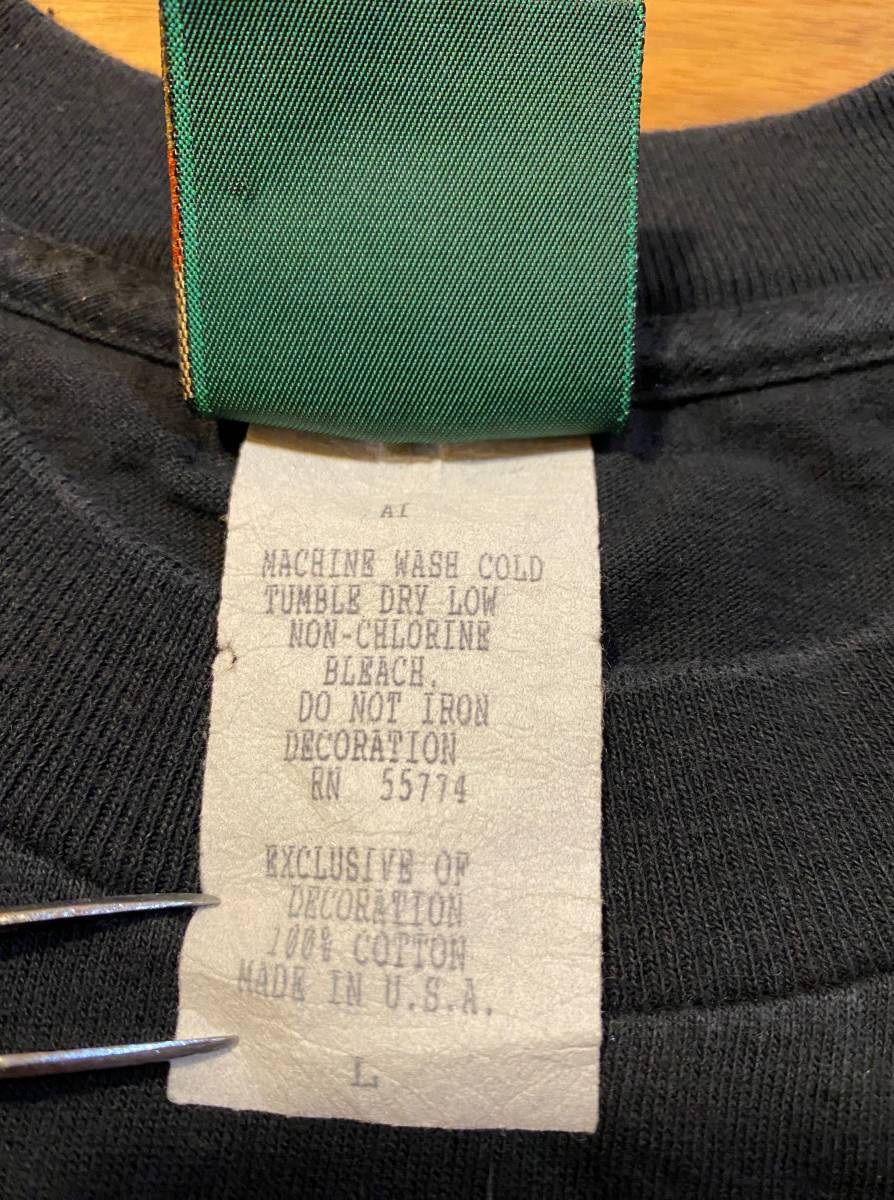 AI
MACHINE WASH COLD
TUMBLE DRY LOW
NON-CHLORINE
BLEACH.
DO NOT IRON
DECORATION
RN 55774
EXCLUSIVE OF
DECORATION
100% COTTON
MADE IN U.S.A.
L